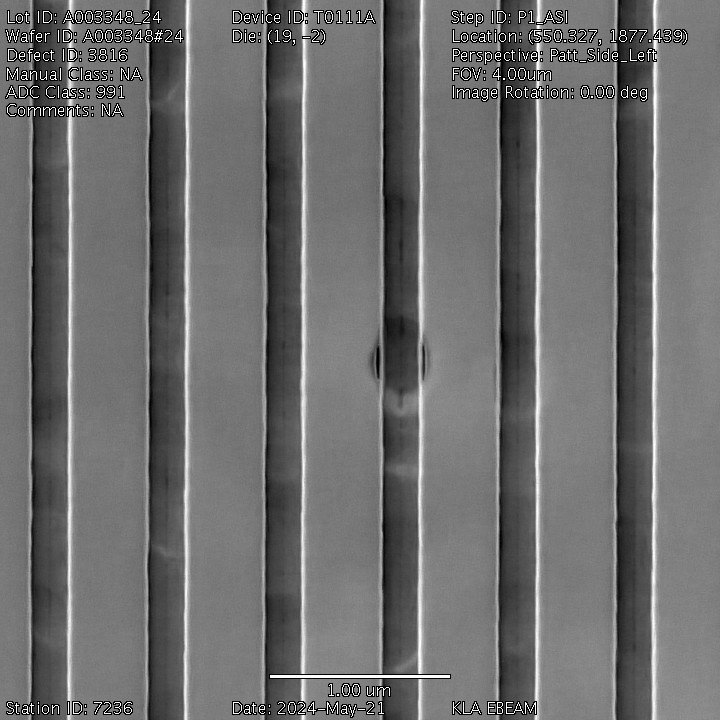 Lot ID: A003348_24 Device ID: T0111A Step ID: P1_ASI
Wafer ID: A003348#24 Die: (19, -2) Location: (550.327, 1877.439)
Defect ID: 3816 Perspective: Patt_Side_Left
Manual Class: NA FOV: 4.00um
ADC Class: 991 Image Rotation: 0.00 deg
Comments: NA
1.00 um
Station ID: 7236 Date: 2024-May-21 KLA EBEAM